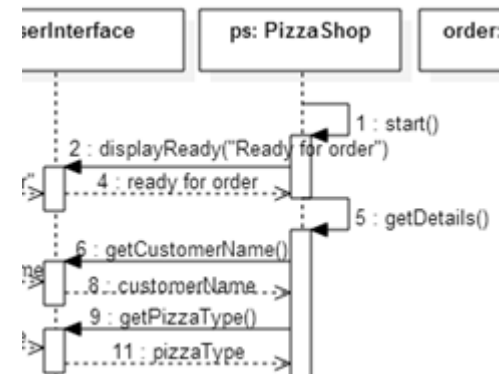 serInterface
ps: PizzaShop
order:
1 : start()
2 : displayReady("Ready for order")
4 : ready for order
5 : getDetails()
6 : getCustomerName()
8 : customerName
9 : getPizzaType()
11 : pizzaType